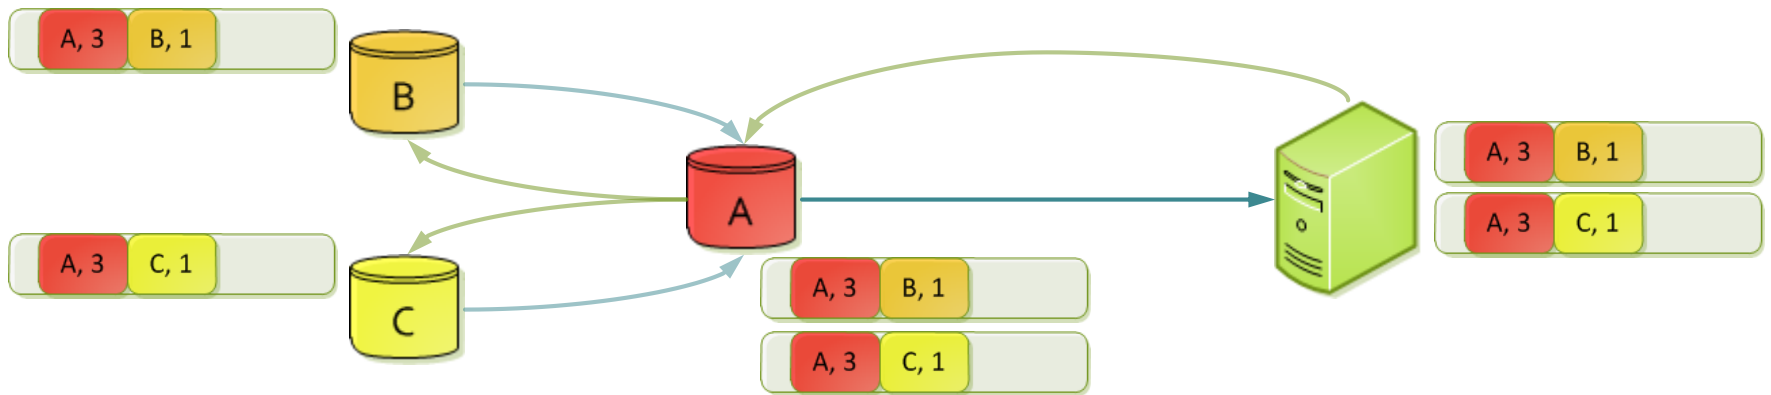 A, 3 B, 1
B
A, 3 B, 1
A
A, 3 C, 1
A, 3 C, 1
C
A, 3 B, 1
A, 3 C, 1